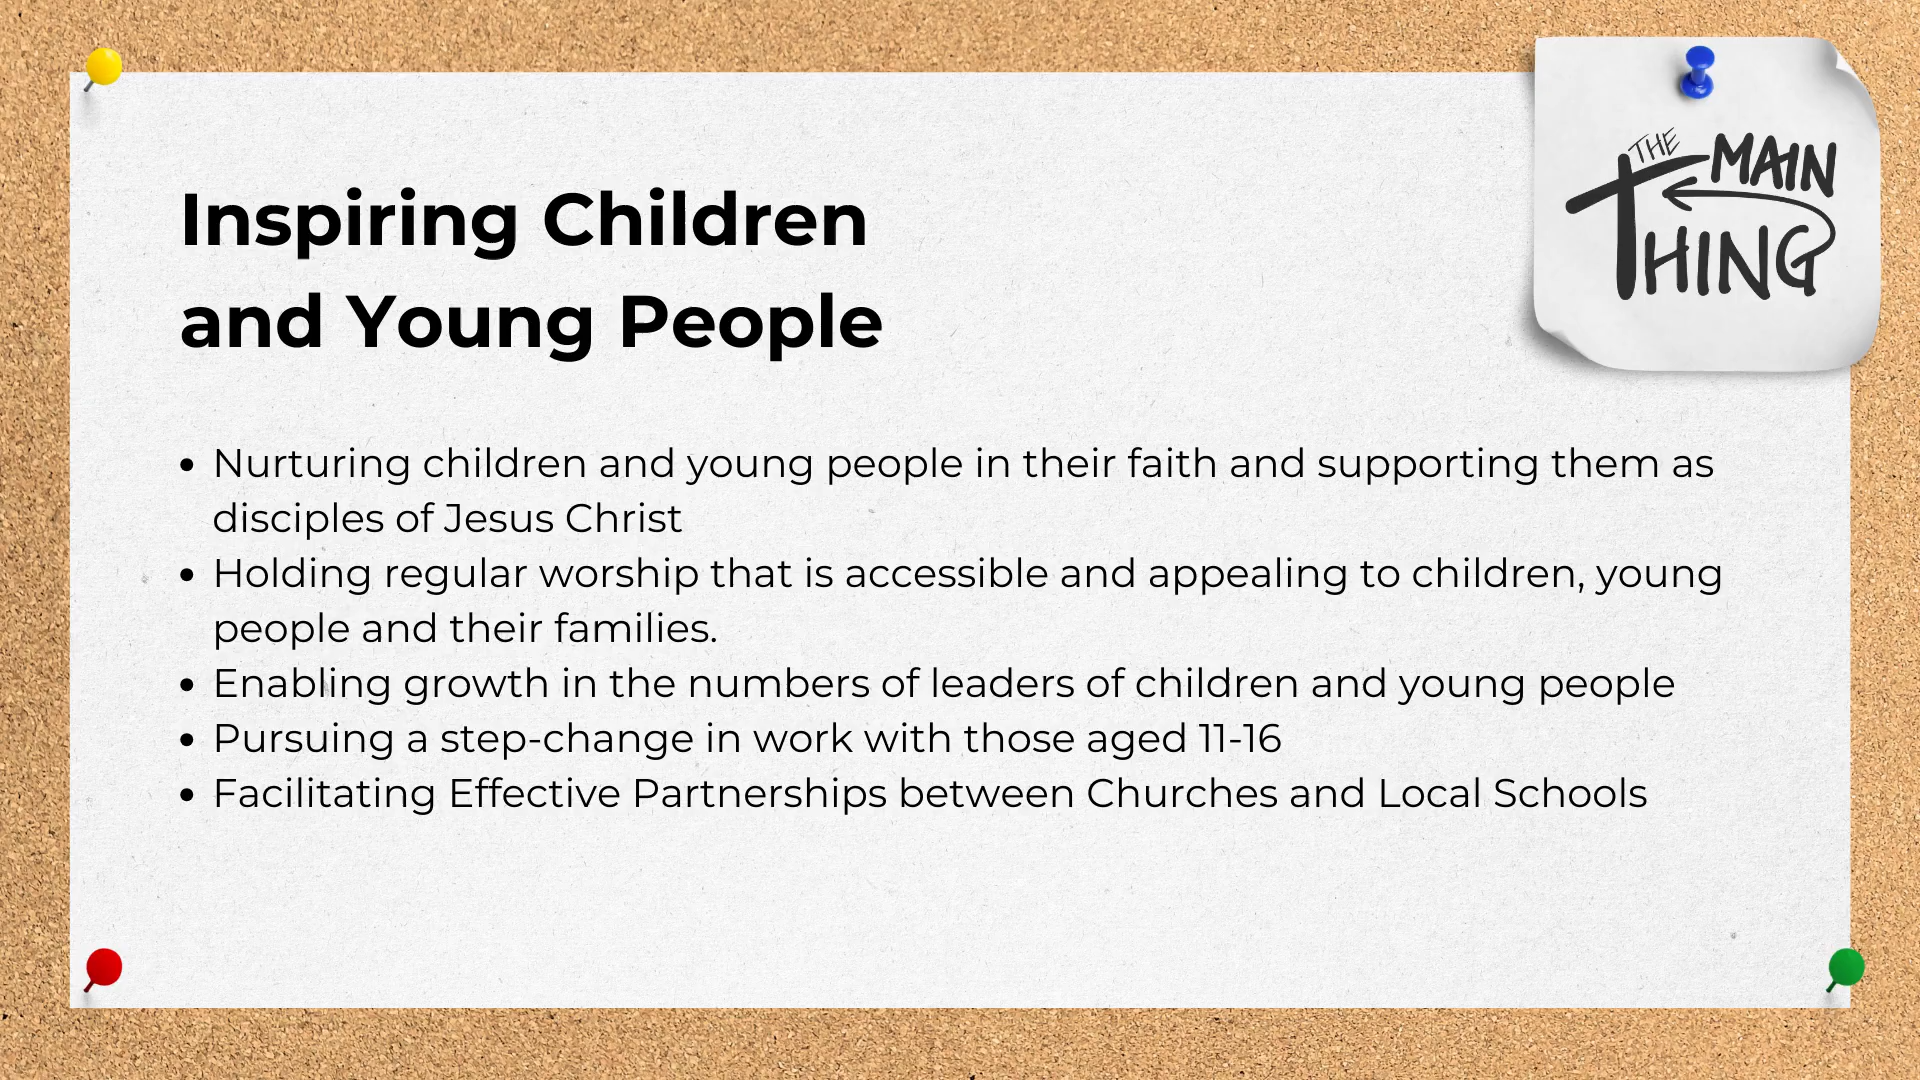 Inspiring Children
and Young People
THE MAIN
THING
• Nurturing children and young people in their faith and supporting them as
disciples of Jesus Christ
• Holding regular worship that is accessible and appealing to children, young
people and their families.
• Enabling growth in the numbers of leaders of children and young people
• Pursuing a step-change in work with those aged 11-16
• Facilitating Effective Partnerships between Churches and Local Schools